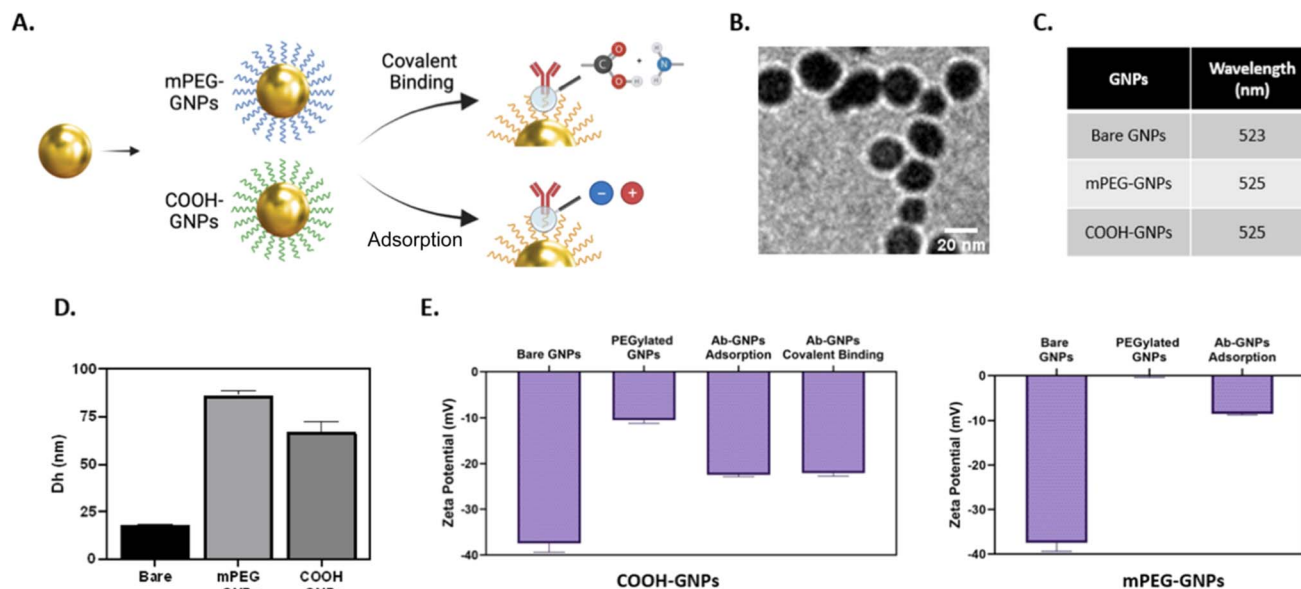 A.
mPEG-
GNPs
COOH-
GNPs
Covalent
Binding
Adsorption
S
S
C
O
O
H
+
H
N
H
−
+
B.
20 nm
C.
GNPs
Wavelength
(nm)
Bare GNPs
523
mPEG-GNPs
525
COOH-GNPs
525
D.
Dh (nm)
100
75
50
25
0
Bare
mPEG
COOH
E.
Zeta Potential (mV)
0
-10
-20
-30
-40
Bare GNPs
PEGylated
GNPs
Ab-GNPs
Adsorption
Ab-GNPs
Covalent Binding
COOH-GNPs
Zeta Potential (mV)
0
-10
-20
-30
-40
Bare
GNPs
PEGylated
GNPs
Ab-GNPs
Adsorption
mPEG-GNPs